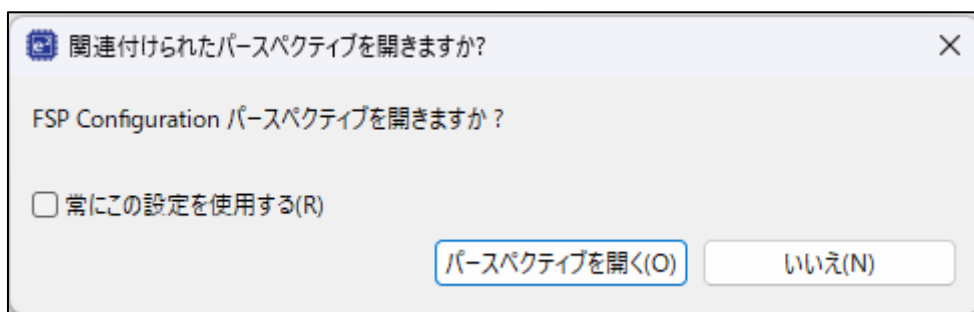 e²
関連付けられたパースペクティブを開きますか?
FSP Configuration パースペクティブを開きますか ?
常にこの設定を使用する(R)
パースペクティブを開く(O)
いいえ(N)